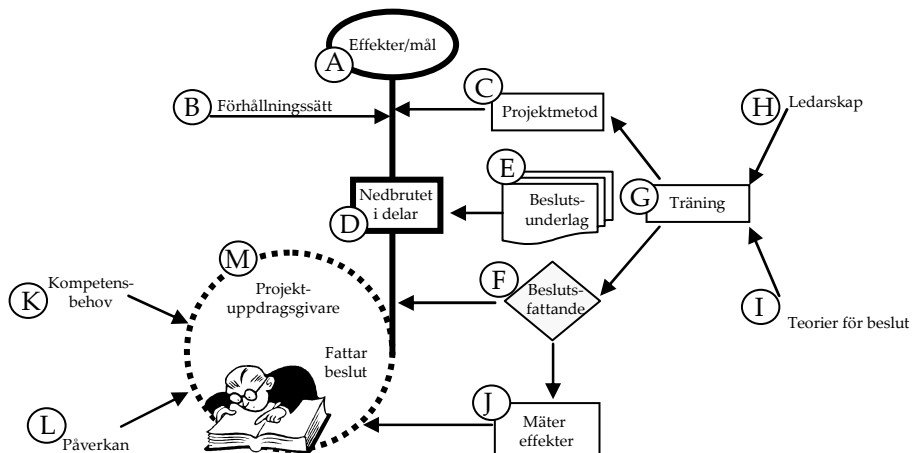 Effekter/mål
A
B
Förhållningssätt
C
Projektmetod
H
Ledarskap
E
Besluts-
underlag
Nedbrutet
i delar
D
G
Träning
M
Projekt-
uppdragsgivare
F
Besluts-
fattande
K
Kompetens-
behov
I
Teorier för beslut
Fattar
beslut
J
Mäter
effekter
L
Påverkan